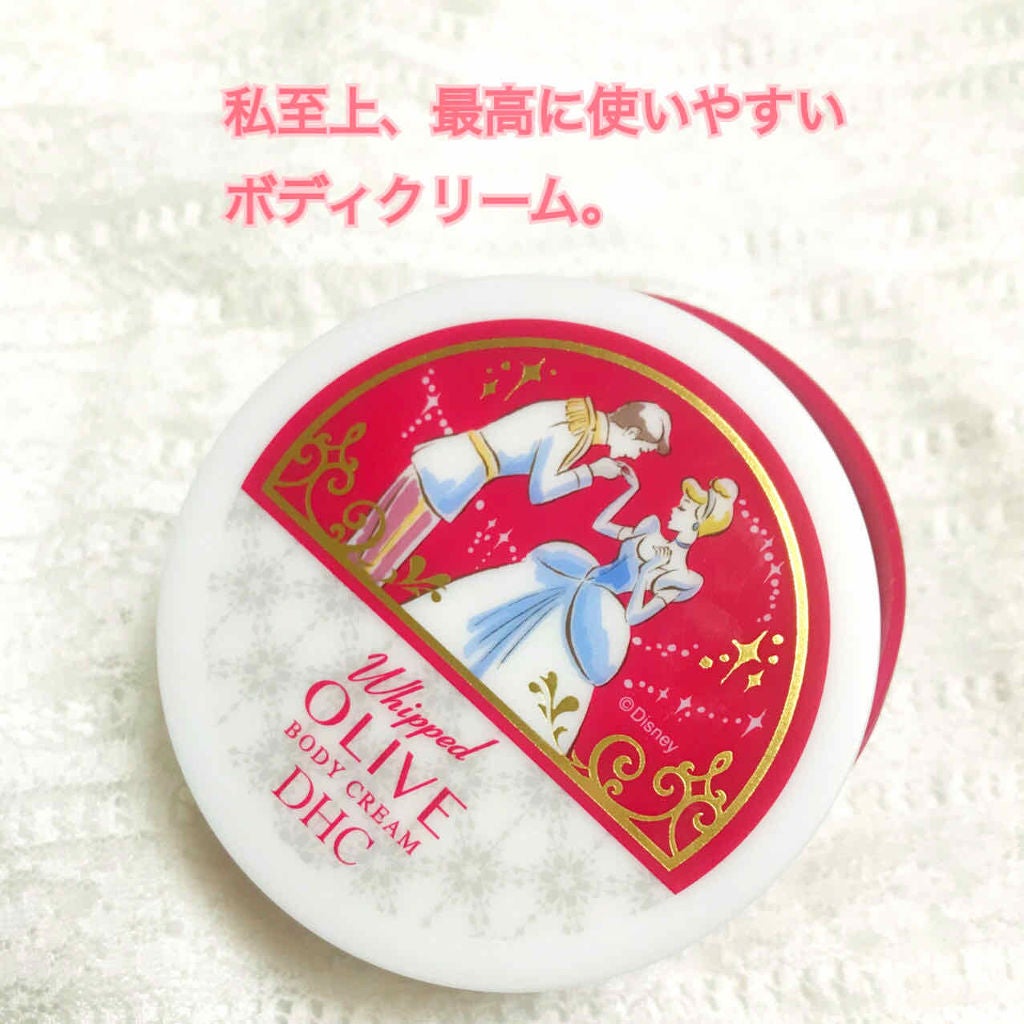 私至上、最高に使いやすい
ボディクリーム。
©Disney
Whipped
OLIVE
BODY CREAM
DHC